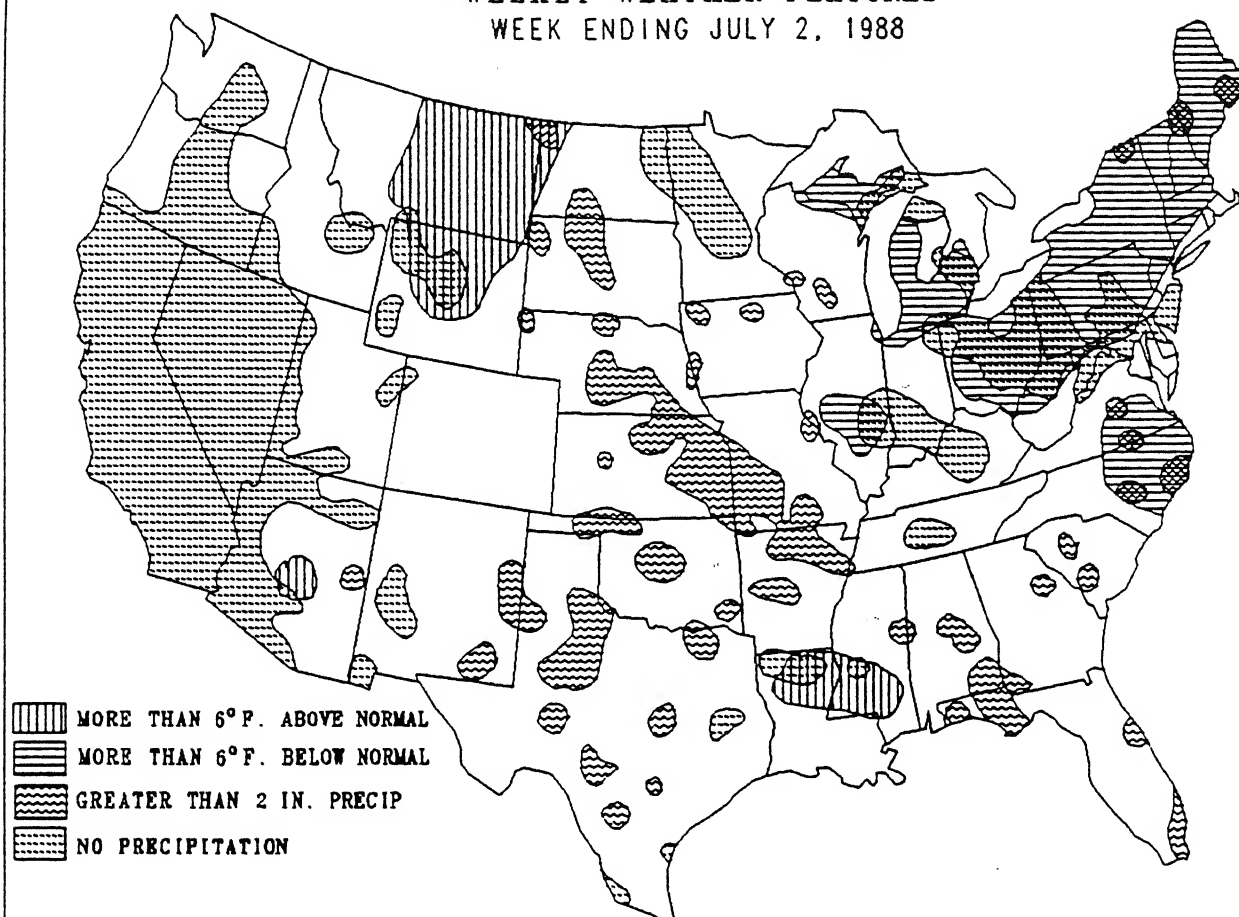 WEEK ENDING JULY 2, 1988
MORE THAN 6°F. ABOVE NORMAL
MORE THAN 6°F. BELOW NORMAL
GREATER THAN 2 IN. PRECIP
NO PRECIPITATION